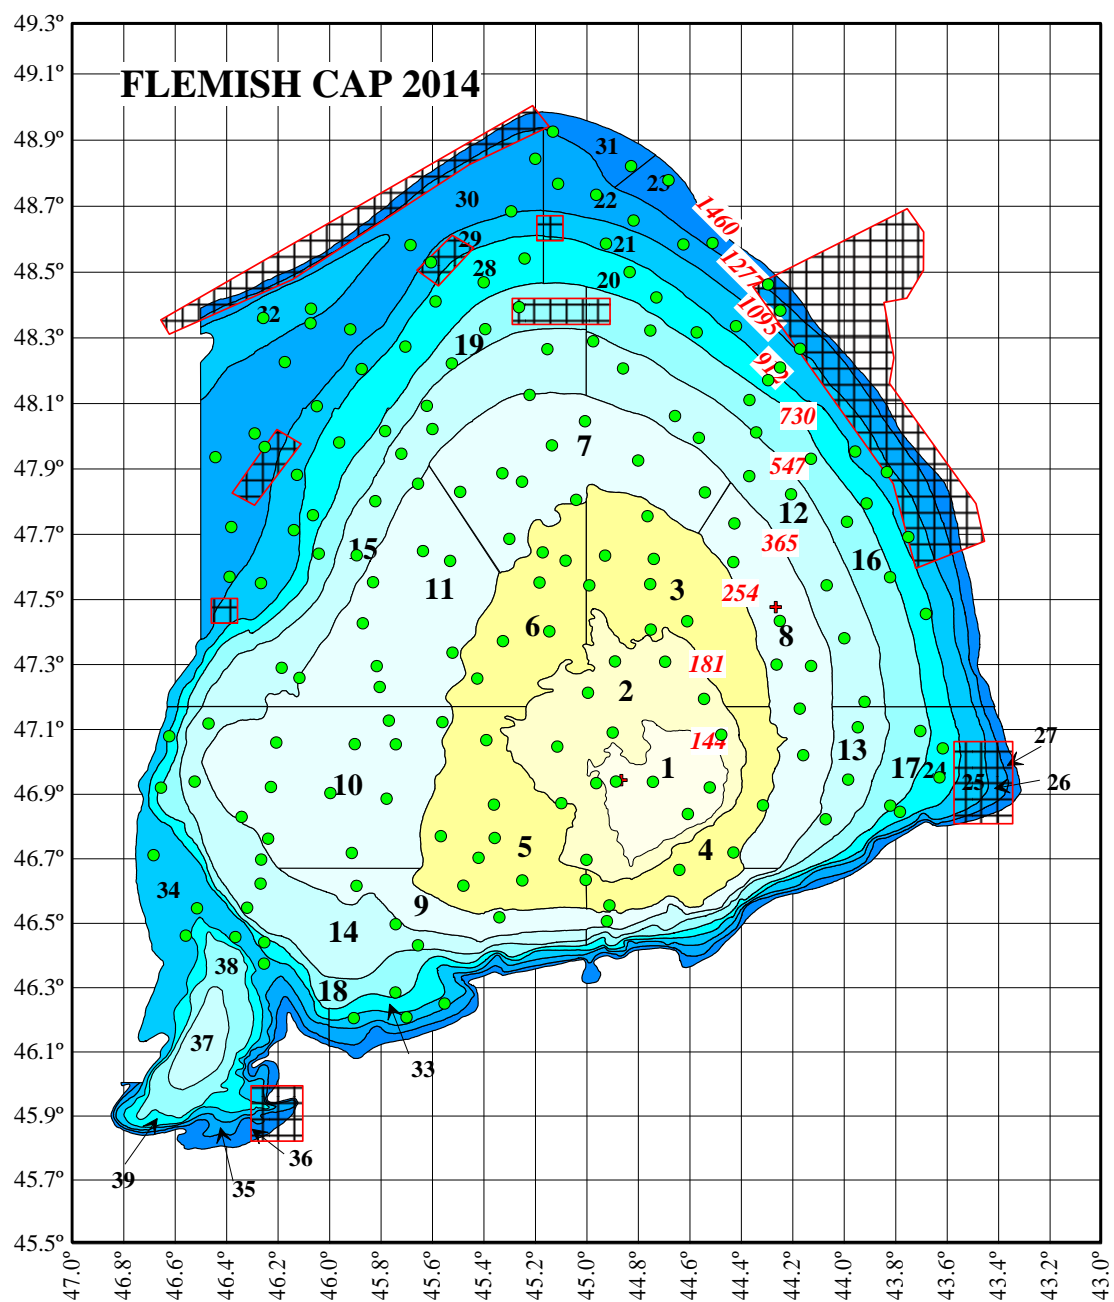 FLEMISH CAP 2014
49.3º
49.1º
48.9º
48.7º
48.5º
48.3º
48.1º
47.9º
47.7º
47.5º
47.3º
47.1º
46.9º
46.7º
46.5º
46.3º
46.1º
45.9º
45.7º
45.5º
31
23
30
22
1460
29
21
1277
28
20
32
1095
19
912
730
7
547
12
15
365
16
11
3
254
6
8
181
2
144
27
13
1
17
24
25
26
10
5
4
34
9
14
38
18
37
33
36
39
35
47.0º
46.8º
46.6º
46.4º
46.2º
46.0º
45.8º
45.6º
45.4º
45.2º
45.0º
44.8º
44.6º
44.4º
44.2º
44.0º
43.8º
43.6º
43.4º
43.2º
43.0º